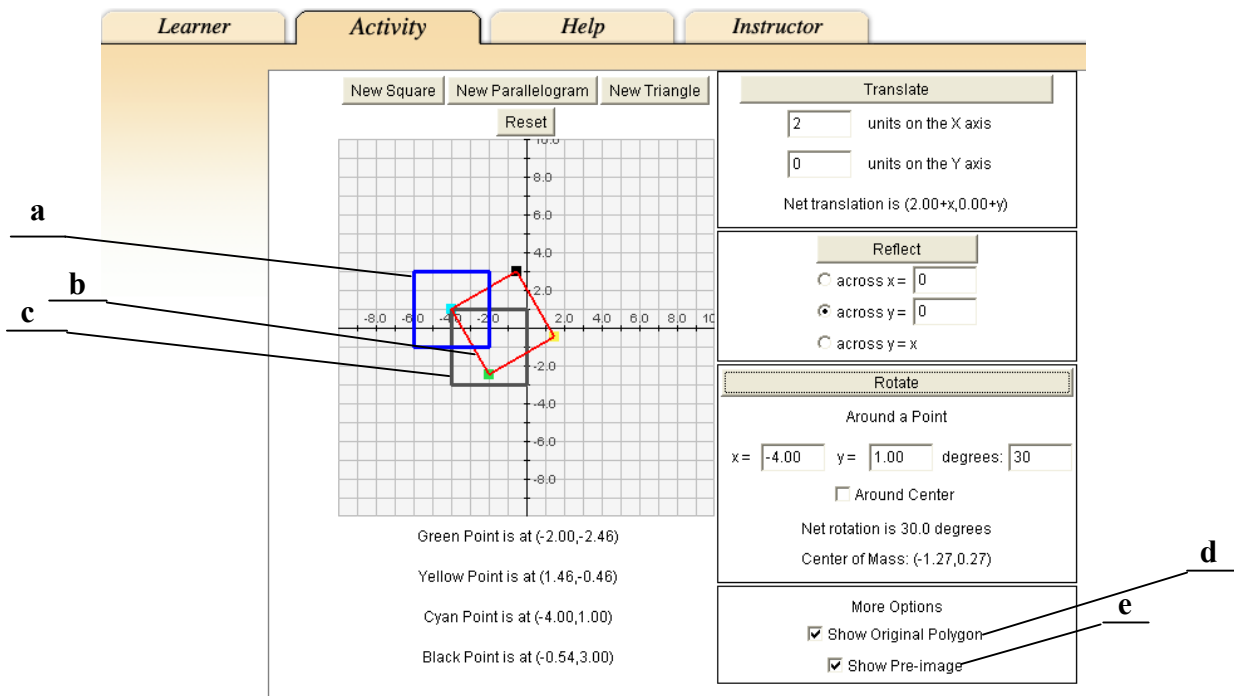 Learner Activity Help Instructor
New Square New Parallelogram New Triangle
Reset
10.0
8.0
6.0
4.0
2.0
-8.0 -6.0 -4.0 -2.0 2.0 4.0 6.0 8.0 10
-2.0
-4.0
-6.0
-8.0
Green Point is at (-2.00,-2.46)
Yellow Point is at (1.46,-0.46)
Cyan Point is at (-4.00,1.00)
Black Point is at (-0.54,3.00)
a
b
c
Translate
2 units on the X axis
0 units on the Y axis
Net translation is (2.00+x,0.00+y)
Reflect
across x = 0
across y = 0
across y = x
Rotate
Around a Point
x = -4.00 y = 1.00 degrees: 30
Around Center
Net rotation is 30.0 degrees
Center of Mass: (-1.27,0.27)
More Options
Show Original Polygon
Show Pre-image
d
e